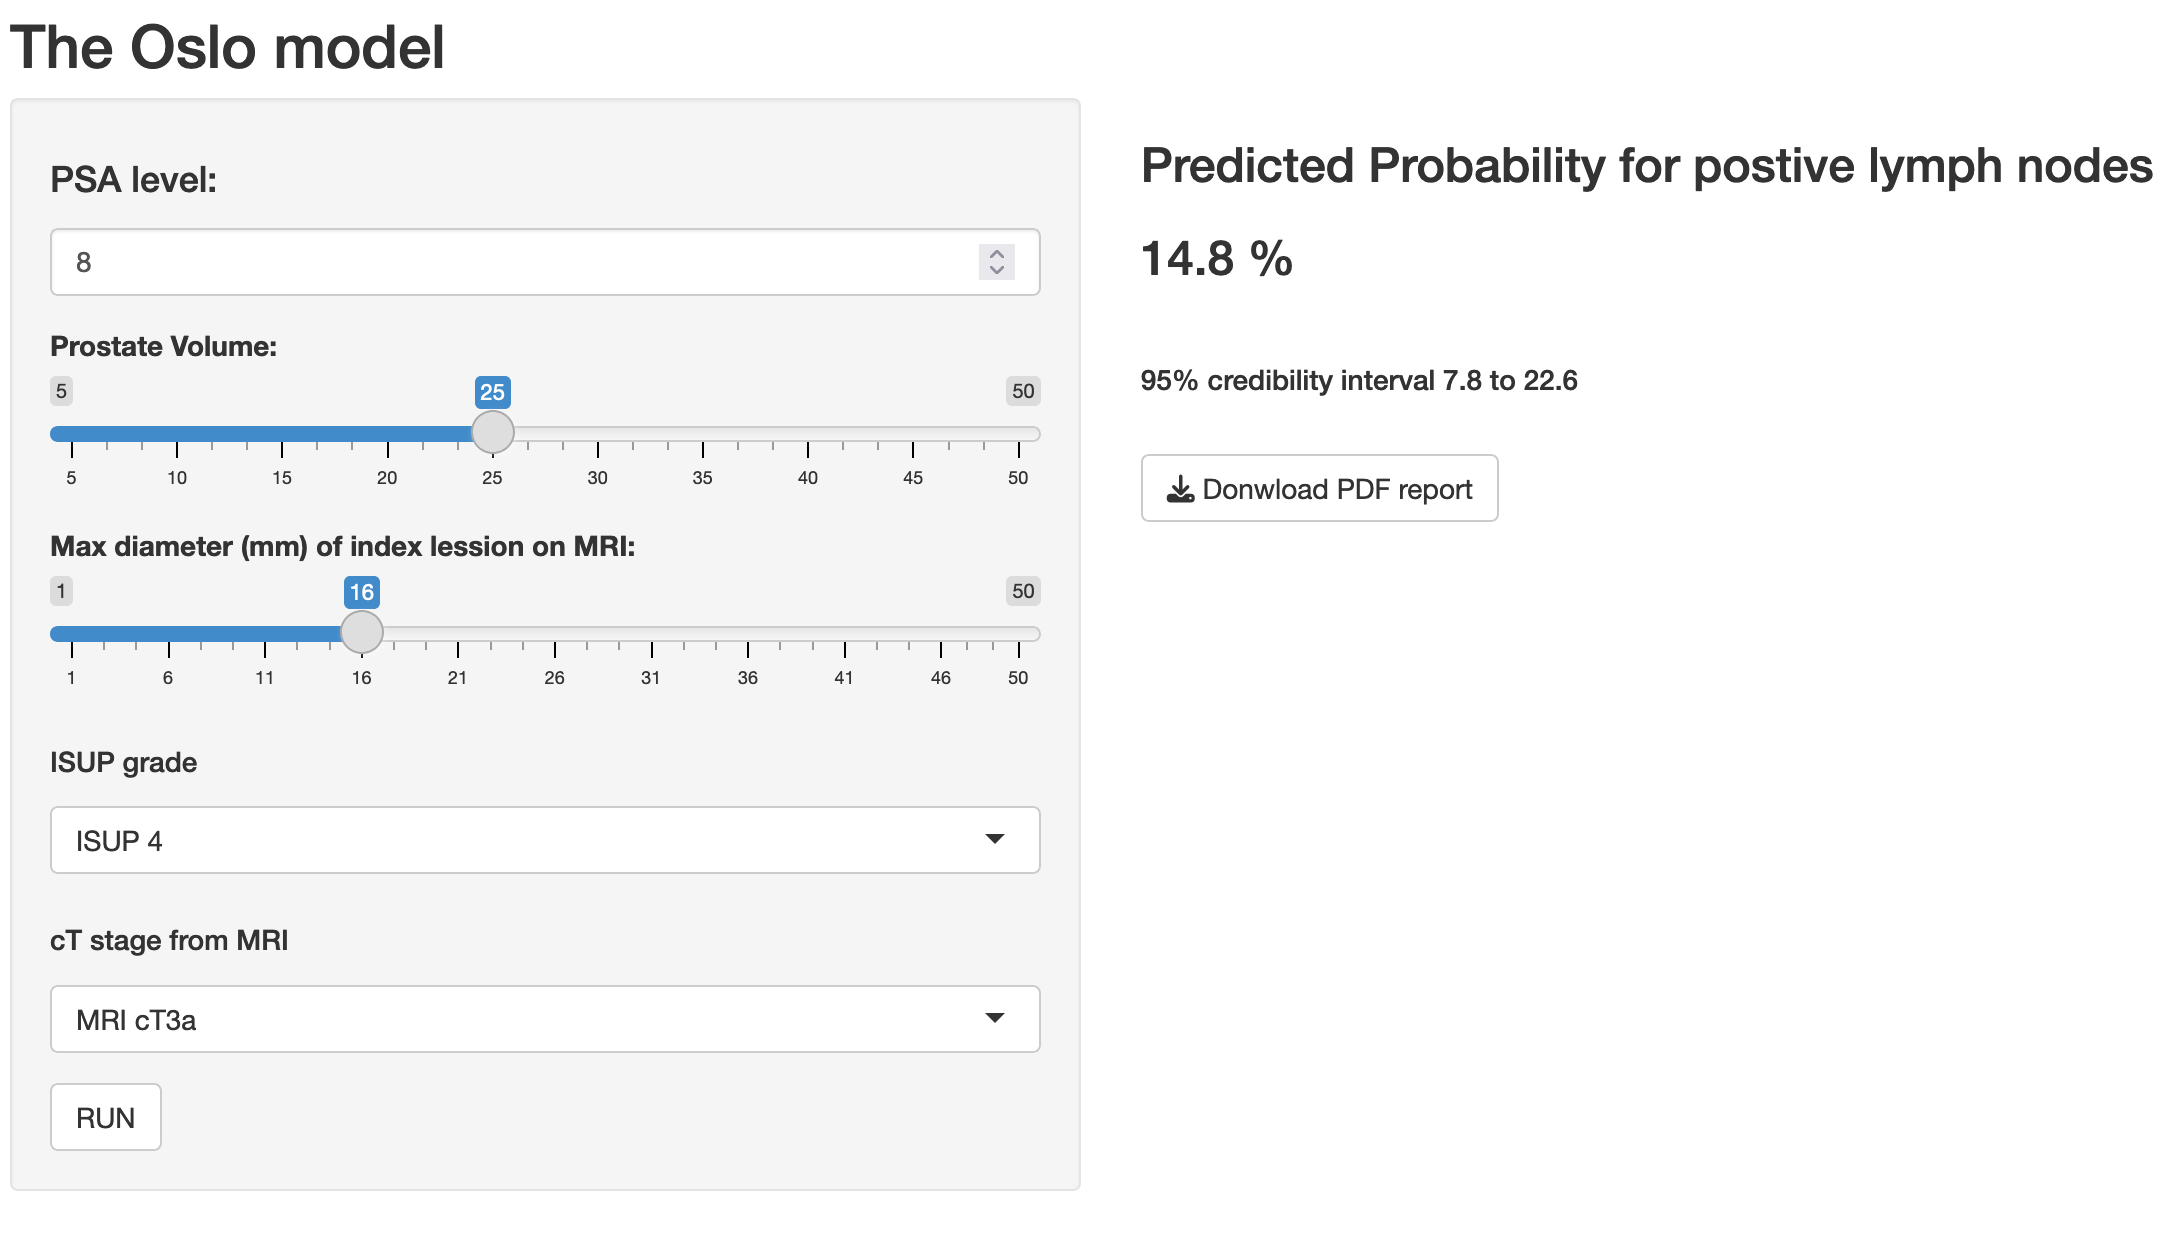 The Oslo model
PSA level:
8
Prostate Volume:
5 25 50
5 10 15 20 25 30 35 40 45 50
Max diameter (mm) of index lession on MRI:
1 16 50
1 6 11 16 21 26 31 36 41 46 50
ISUP grade
ISUP 4
cT stage from MRI
MRI cT3a
RUN
Predicted Probability for postive lymph nodes
14.8 %
95% credibility interval 7.8 to 22.6
Donwload PDF report